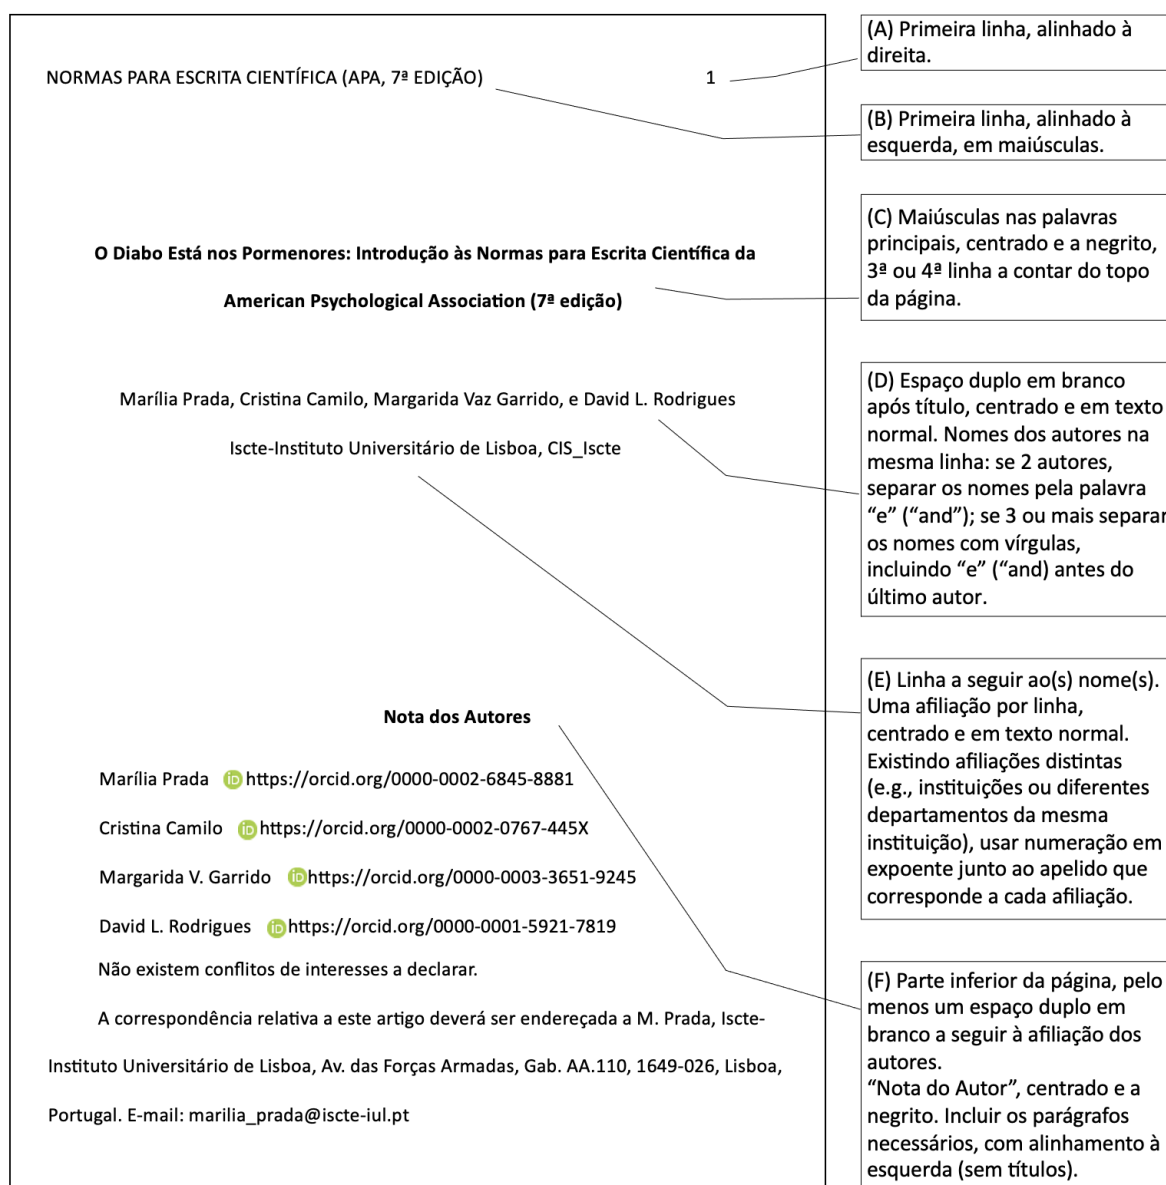 NORMAS PARA ESCRITA CIENTÍFICA (APA, 7ª EDIÇÃO) 1
O Diabo Está nos Pormenores: Introdução às Normas para Escrita Científica da
American Psychological Association (7ª edição)
Marília Prada, Cristina Camilo, Margarida Vaz Garrido, e David L. Rodrigues
Iscte-Instituto Universitário de Lisboa, CIS_Iscte
Nota dos Autores
Marília Prada iD https://orcid.org/0000-0002-6845-8881
Cristina Camilo iD https://orcid.org/0000-0002-0767-445X
Margarida V. Garrido iD https://orcid.org/0000-0003-3651-9245
David L. Rodrigues iD https://orcid.org/0000-0001-5921-7819
Não existem conflitos de interesses a declarar.
A correspondência relativa a este artigo deverá ser endereçada a M. Prada, Iscte-
Instituto Universitário de Lisboa, Av. das Forças Armadas, Gab. AA.110, 1649-026, Lisboa,
Portugal. E-mail: marilia_prada@iscte-iul.pt
(A) Primeira linha, alinhado à
direita.
(B) Primeira linha, alinhado à
esquerda, em maiúsculas.
(C) Maiúsculas nas palavras
principais, centrado e a negrito,
3ª ou 4ª linha a contar do topo
da página.
(D) Espaço duplo em branco
após título, centrado e em texto
normal. Nomes dos autores na
mesma linha: se 2 autores,
separar os nomes pela palavra
“e” (“and”); se 3 ou mais separar
os nomes com vírgulas,
incluindo “e” (“and) antes do
último autor.
(E) Linha a seguir ao(s) nome(s).
Uma afiliação por linha,
centrado e em texto normal.
Existindo afiliações distintas
(e.g., instituições ou diferentes
departamentos da mesma
instituição), usar numeração em
expoente junto ao apelido que
corresponde a cada afiliação.
(F) Parte inferior da página, pelo
menos um espaço duplo em
branco a seguir à afiliação dos
autores.
“Nota do Autor”, centrado e a
negrito. Incluir os parágrafos
necessários, com alinhamento à
esquerda (sem títulos).